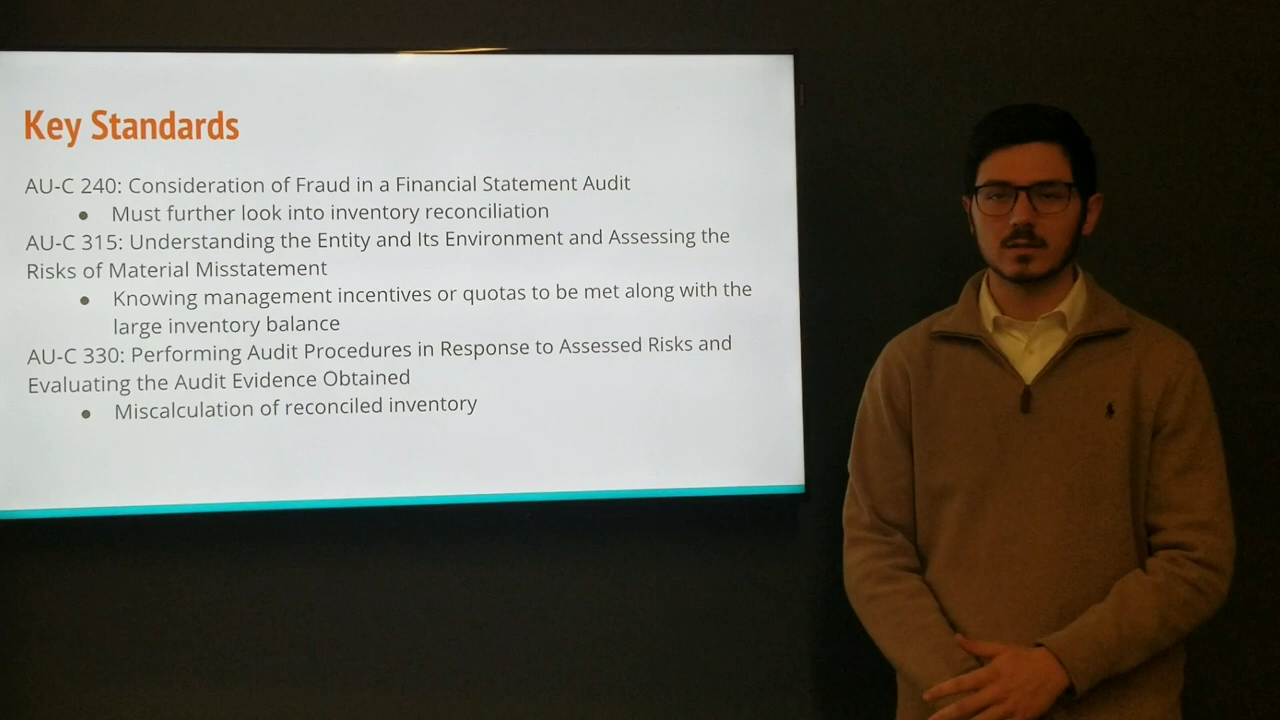 Key Standards
AU-C 240: Consideration of Fraud in a Financial Statement Audit
● Must further look into inventory reconciliation
AU-C 315: Understanding the Entity and Its Environment and Assessing the
Risks of Material Misstatement
● Knowing management incentives or quotas to be met along with the
large inventory balance
AU-C 330: Performing Audit Procedures in Response to Assessed Risks and
Evaluating the Audit Evidence Obtained
● Miscalculation of reconciled inventory